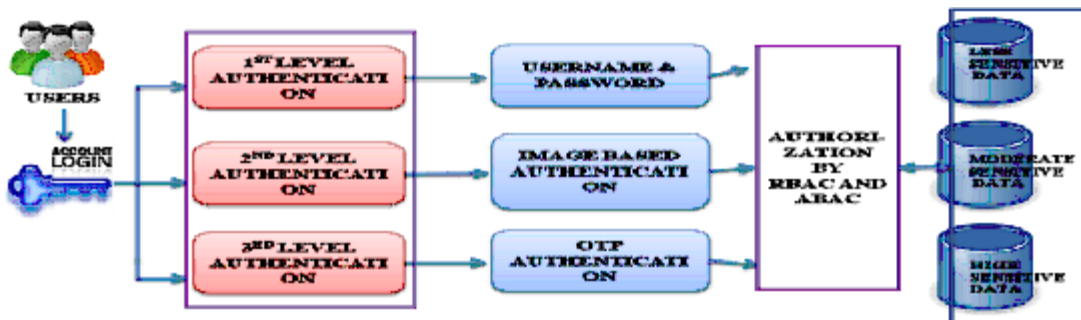 USERS
ACCOUNT
LOGIN
1ST LEVEL
AUTHENTICATI
ON
2ND LEVEL
AUTHENTICATI
ON
3RD LEVEL
AUTHENTICATI
ON
USERNAME &
PASSWORD
IMAGE BASED
AUTHENTICATI
ON
OTP
AUTHENTICATI
ON
AUTHORI-
ZATION
BY
RBAC AND
ABAC
LESS
SENSITIVE
DATA
MODERATE
SENSITIVE
DATA
HIGH
SENSITIVE
DATA